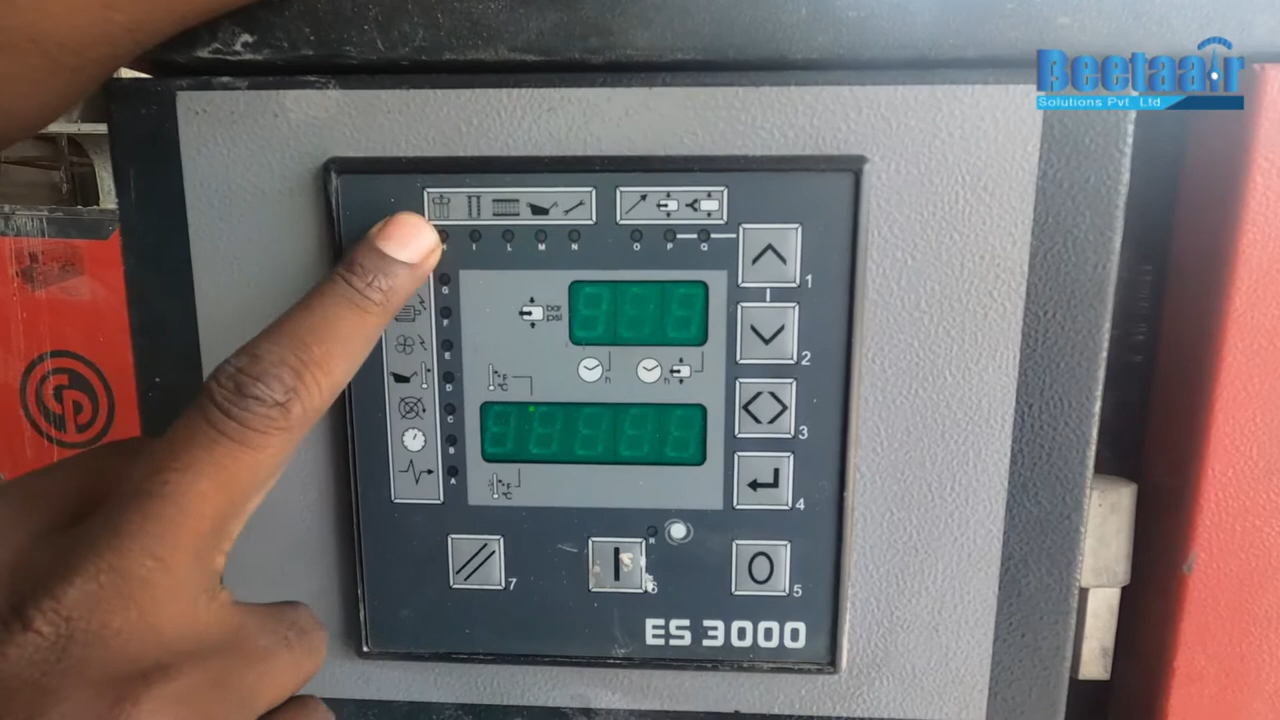 Beetaair
Solutions Pvt. Ltd
I L M N
O P Q
1
G
F
bar
psi
E
2
h
h
D
F
°C
C
3
B
A
F
°C
4
R
7
6
5
ES 3000